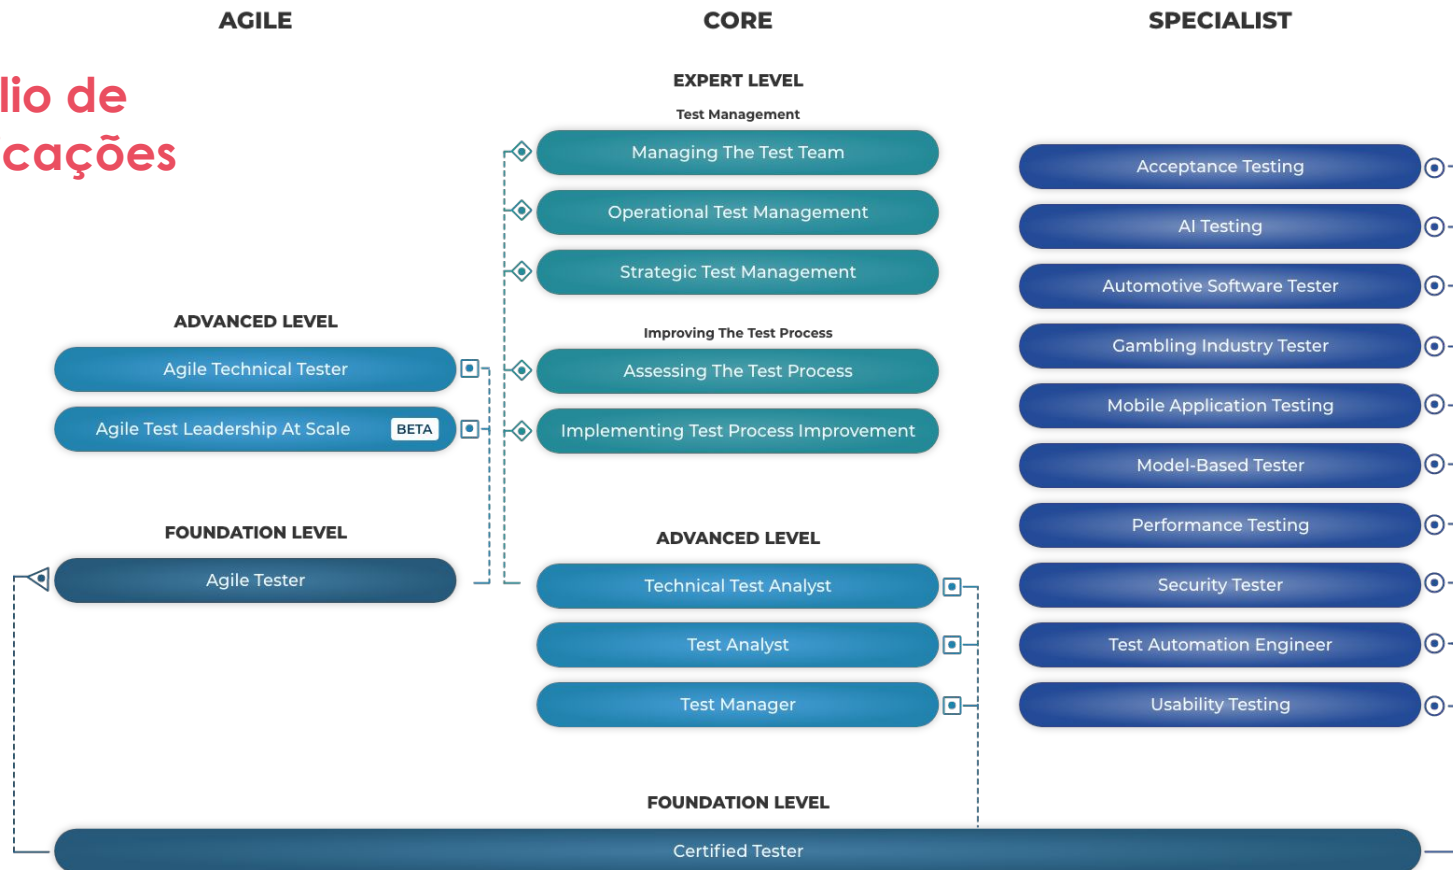 AGILE
CORE
SPECIALIST
lio de
cações
EXPERT LEVEL
Test Management
Managing The Test Team
Operational Test Management
Strategic Test Management
Improving The Test Process
Assessing The Test Process
Implementing Test Process Improvement
ADVANCED LEVEL
Agile Technical Tester
Agile Test Leadership At Scale BETA
FOUNDATION LEVEL
Agile Tester
ADVANCED LEVEL
Technical Test Analyst
Test Analyst
Test Manager
Acceptance Testing
AI Testing
Automotive Software Tester
Gambling Industry Tester
Mobile Application Testing
Model-Based Tester
Performance Testing
Security Tester
Test Automation Engineer
Usability Testing
FOUNDATION LEVEL
Certified Tester